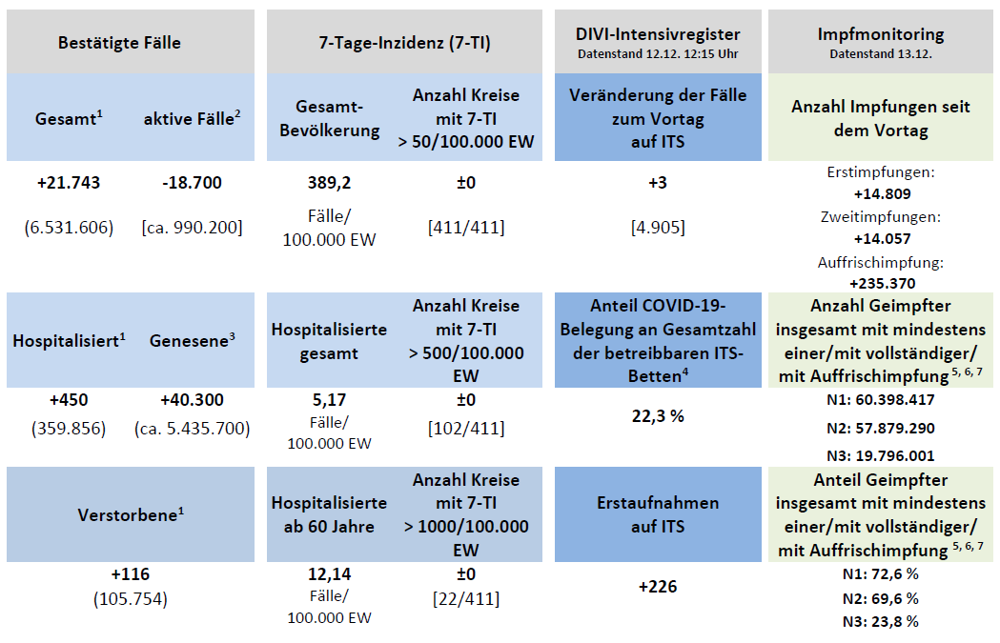 Bestätigte Fälle
7-Tage-Inzidenz (7-TI)
DIVI-Intensivregister
Datenstand 12.12. 12:15 Uhr
Impfmonitoring
Datenstand 13.12.
Gesamt¹
aktive Fälle²
Gesamt-
Bevölkerung
Anzahl Kreise
mit 7-TI
> 50/100.000 EW
Veränderung der Fälle
zum Vortag
auf ITS
Anzahl Impfungen seit
dem Vortag
+21.743
(6.531.606)
-18.700
[ca. 990.200]
389,2
Fälle/
100.000 EW
±0
[411/411]
+3
[4.905]
Erstimpfungen:
+14.809
Zweitimpfungen:
+14.057
Auffrischimpfung:
+235.370
Hospitalisiert¹
Genesene³
Hospitalisierte
gesamt
Anzahl Kreise
mit 7-TI
> 500/100.000
EW
Anteil COVID-19-
Belegung an Gesamtzahl
der betreibbaren ITS-
Betten⁴
Anzahl Geimpfter
insgesamt mit mindestens
einer/mit vollständiger/
mit Auffrischimpfung ⁵, ⁶, ⁷
+450
(359.856)
+40.300
(ca. 5.435.700)
5,17
Fälle/
100.000 EW
±0
[102/411]
22,3 %
N1: 60.398.417
N2: 57.879.290
N3: 19.796.001
Verstorbene¹
Hospitalisierte
ab 60 Jahre
Anzahl Kreise
mit 7-TI
> 1000/100.000
EW
Erstaufnahmen
auf ITS
Anteil Geimpfter
insgesamt mit mindestens
einer/mit vollständiger/
mit Auffrischimpfung ⁵, ⁶, ⁷
+116
(105.754)
12,14
Fälle/
100.000 EW
±0
[22/411]
+226
N1: 72,6 %
N2: 69,6 %
N3: 23,8 %